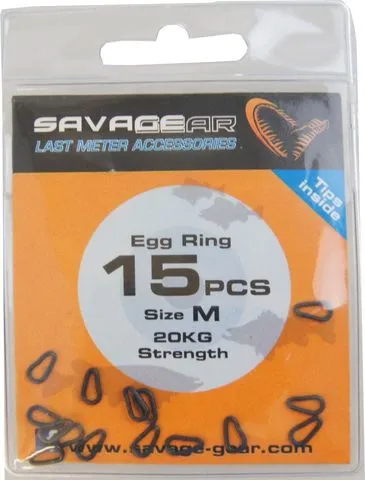 SAVAGEAR
LAST METER ACCESSORIES
Tips
inside
Egg Ring
15PCS
Size M
20KG
Strength
www.savage-gear.com